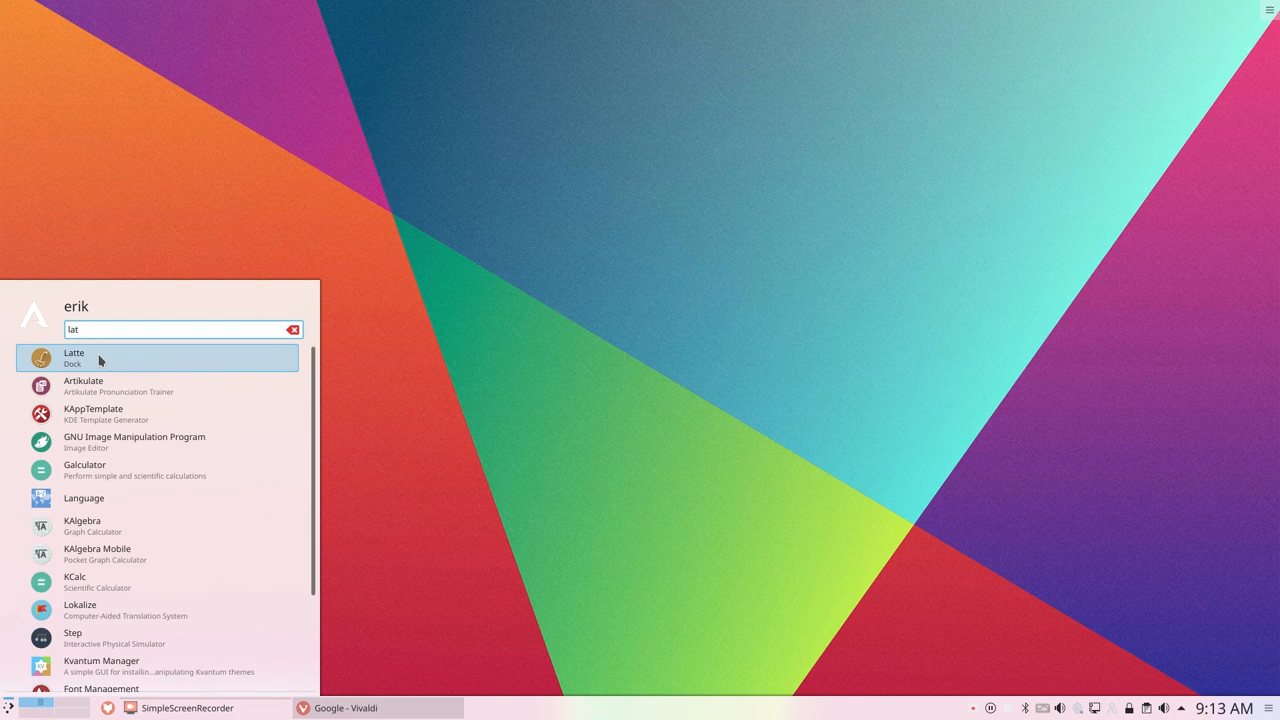 erik
lat
Latte
Dock
Artikulate
Artikulate Pronunciation Trainer
KAppTemplate
KDE Template Generator
GNU Image Manipulation Program
Image Editor
Galculator
Perform simple and scientific calculations
Language
KAlgebra
Graph Calculator
KAlgebra Mobile
Pocket Graph Calculator
KCalc
Scientific Calculator
Lokalize
Computer-Aided Translation System
Step
Interactive Physical Simulator
Kvantum Manager
A simple GUI for installin...anipulating Kvantum themes
Font Management
SimpleScreenRecorder
Google - Vivaldi
9:13 AM